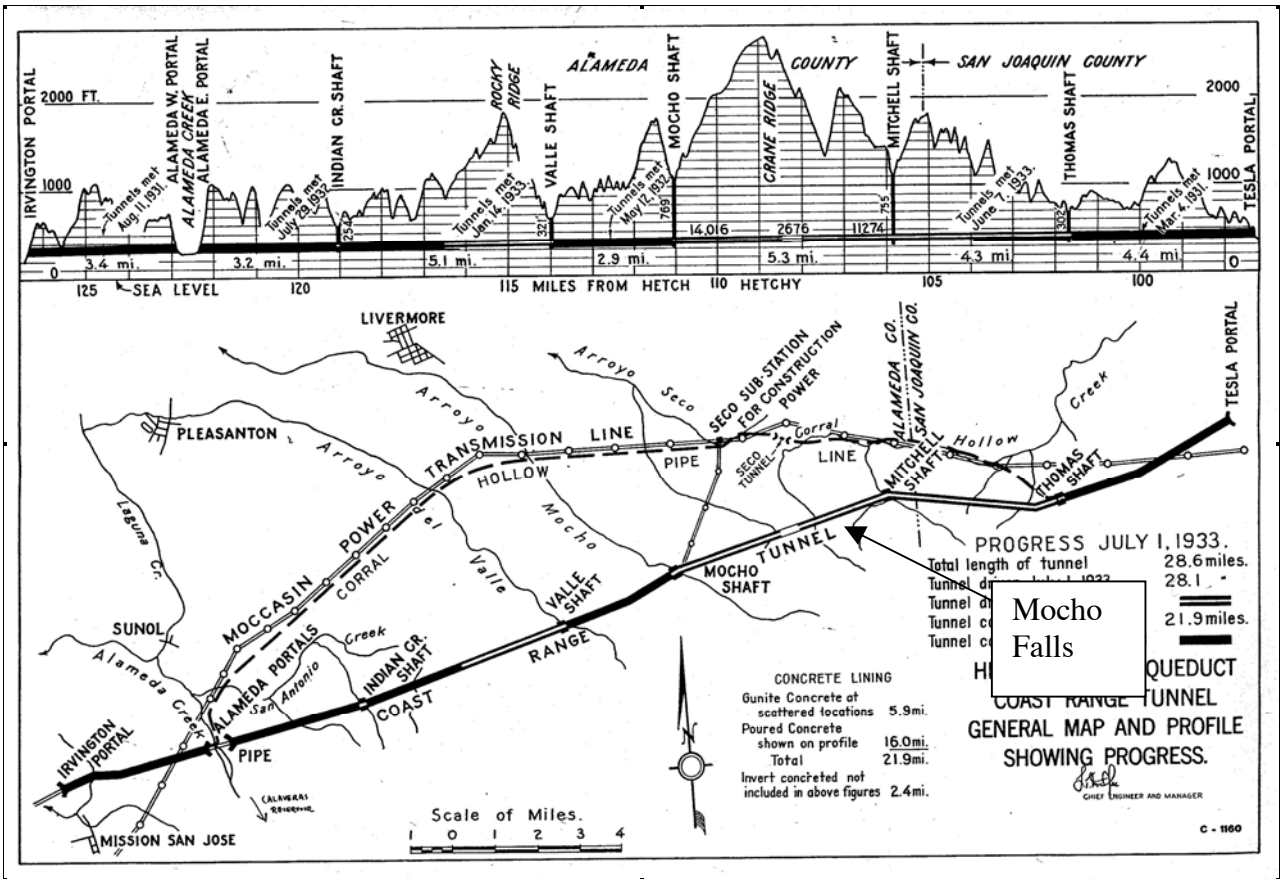 IRVINGTON PORTAL
2000 FT.
1000
0
ALAMEDA W. PORTAL
ALAMEDA CREEK
ALAMEDA E. PORTAL
INDIAN CR. SHAFT
ROCKY RIDGE
VALLE SHAFT
ALAMEDA COUNTY
MOCHO SHAFT
CRANE RIDGE
MITCHELL SHAFT
SAN JOAQUIN COUNTY
THOMAS SHAFT
TESLA PORTAL
2000
1000
0
Tunnels met
Aug. 11, 1931.
Tunnels met
July 29, 1932
Tunnels met
Jan. 14, 1933.
Tunnels met
May 12, 1932.
Tunnels met
June 7, 1933.
Tunnels met
Mar. 4, 1931.
254
321
769
755
302
14,016 2676 11274
3.4 mi. 3.2 mi. 5.1 mi. 2.9 mi. 5.3 mi. 4.3 mi. 4.4 mi.
125 SEA LEVEL 120 115 MILES FROM HETCH 110 HETCHY 105 100
LIVERMORE
PLEASANTON
SUNOL
MISSION SAN JOSE
Arroyo Seco
Arroyo Mocho
Arroyo del Valle
Laguna Cr.
Alameda Creek
San Antonio Creek
Corral Hollow Creek
SECO SUB-STATION
FOR CONSTRUCTION
POWER
SECO
TUNNEL
ALAMEDA CO.
SAN JOAQUIN CO.
MOCCASIN POWER TRANSMISSION LINE
CORRAL HOLLOW PIPE LINE
IRVINGTON
PORTAL
ALAMEDA PORTALS
PIPE
INDIAN CR.
SHAFT
VALLE
SHAFT
MOCHO
SHAFT
MITCHELL
SHAFT
THOMAS
SHAFT
TESLA PORTAL
COAST RANGE TUNNEL
CALAVERAS
RESERVOIR
Mocho
Falls
PROGRESS JULY 1, 1933.
Total length of tunnel 28.6 miles.
Tunnel 28.1 "
Tunnel
Tunnel 21.9 miles.
Tunnel
QUEDUCT
COAST RANGE TUNNEL
GENERAL MAP AND PROFILE
SHOWING PROGRESS.
CHIEF ENGINEER AND MANAGER
C-1160
CONCRETE LINING
Gunite Concrete at
scattered locations 5.9 mi.
Poured Concrete
shown on profile 16.0 mi.
Total 21.9 mi.
Invert concreted not
included in above figures 2.4 mi.
N
Scale of Miles.
1 0 1 2 3 4